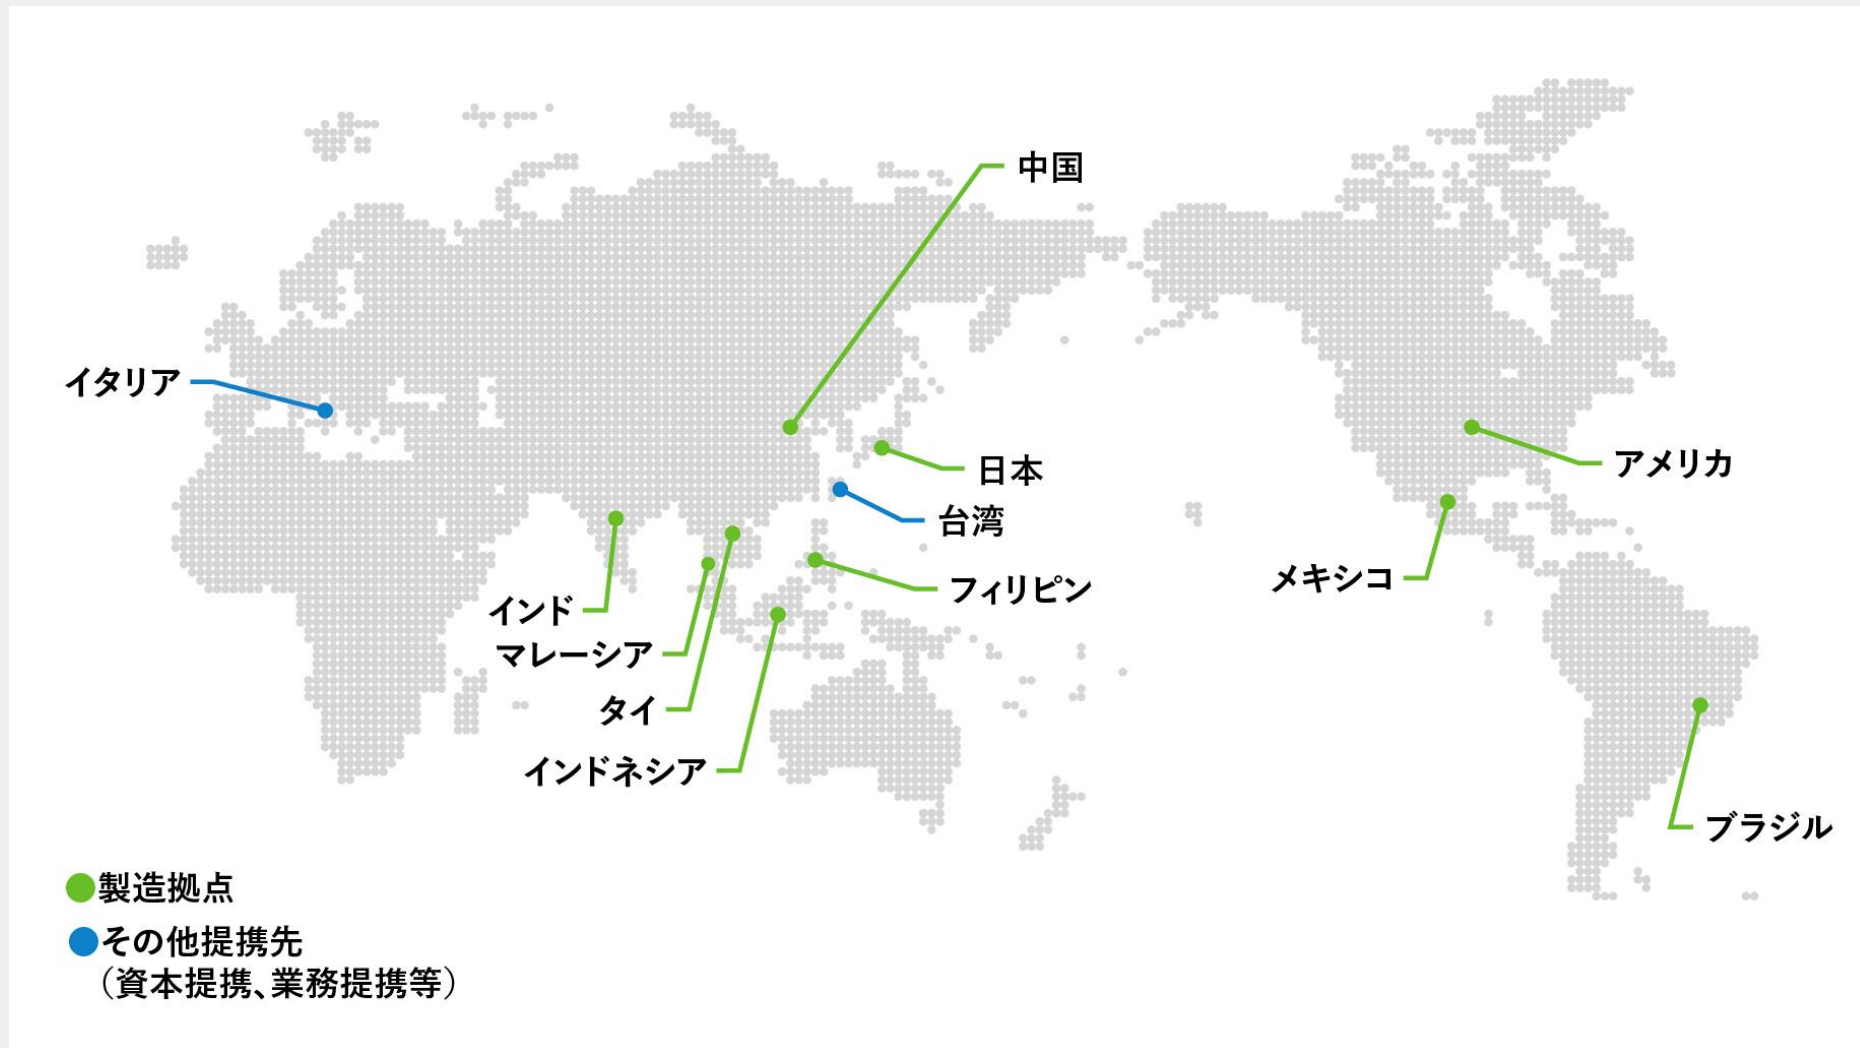 中国
イタリア
日本
アメリカ
台湾
メキシコ
フィリピン
インド
マレーシア
タイ
インドネシア
ブラジル
製造拠点
その他提携先
（資本提携、業務提携等）